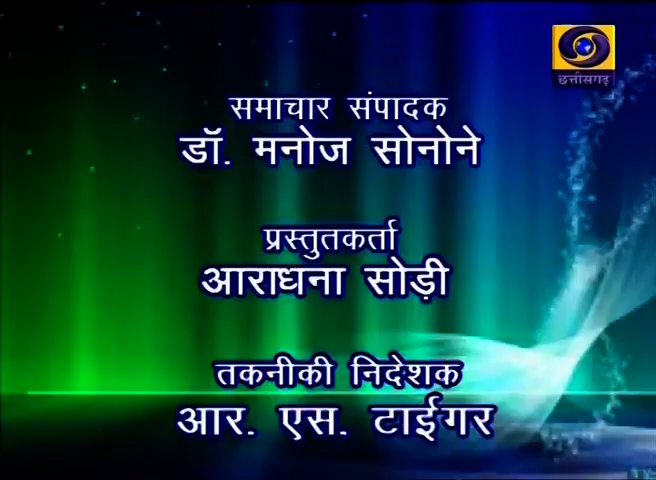 छत्तीसगढ़
समाचार संपादक
डॉ. मनोज सोनोने
प्रस्तुतकर्ता
आराधना सोड़ी
तकनीकी निदेशक
आर. एस. टाईगर